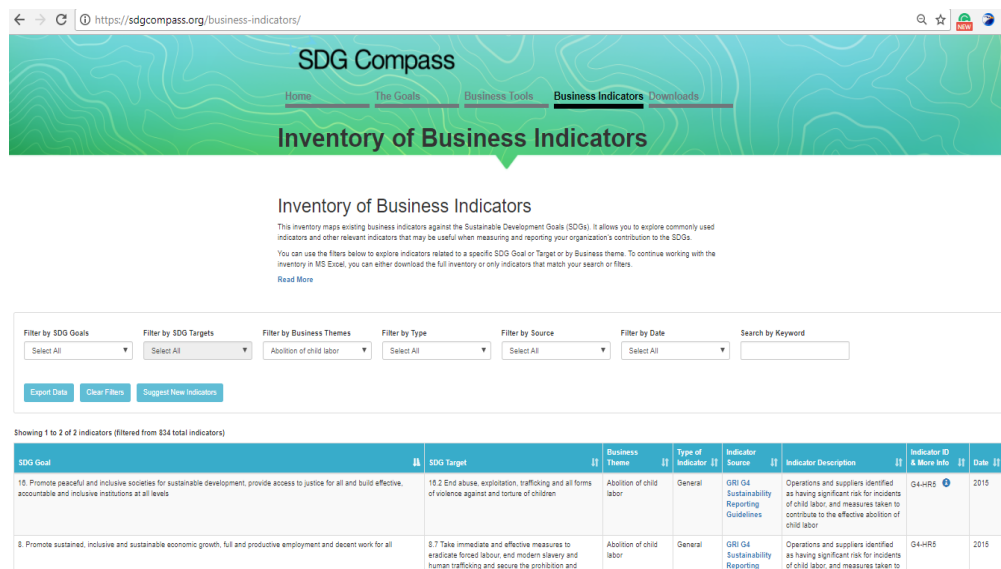 https://sdgcompass.org/business-indicators/
NEW
SDG Compass
Home The Goals Business Tools Business Indicators Downloads
Inventory of Business Indicators
Inventory of Business Indicators
This inventory maps existing business indicators against the Sustainable Development Goals (SDGs). It allows you to explore commonly used
indicators and other relevant indicators that may be useful when measuring and reporting your organization's contribution to the SDGs.
You can use the filters below to explore indicators related to a specific SDG Goal or Target or by Business theme. To continue working with the
inventory in MS Excel, you can either download the full inventory or only indicators that match your search or filters.
Read More
Filter by SDG Goals Filter by SDG Targets Filter by Business Themes Filter by Type Filter by Source Filter by Date Search by Keyword
Select All Select All Abolition of child labor Select All Select All Select All
Export Data Clear Filters Suggest New Indicators
Showing 1 to 2 of 2 indicators (filtered from 834 total indicators)
SDG Goal SDG Target Business Theme Type of Indicator Indicator Source Indicator Description Indicator ID & More Info Date
16. Promote peaceful and inclusive societies for sustainable development, provide access to justice for all and build effective,
accountable and inclusive institutions at all levels
16.2 End abuse, exploitation, trafficking and all forms
of violence against and torture of children
Abolition of child
labor
General
GRI G4
Sustainability
Reporting
Guidelines
Operations and suppliers identified
as having significant risk for incidents
of child labor, and measures taken to
contribute to the effective abolition of
child labor
G4-HR5
2015
8. Promote sustained, inclusive and sustainable economic growth, full and productive employment and decent work for all
8.7 Take immediate and effective measures to
eradicate forced labour, end modern slavery and
human trafficking and secure the prohibition and
Abolition of child
labor
General
GRI G4
Sustainability
Reporting
Operations and suppliers identified
as having significant risk for incidents
of child labor, and measures taken to
G4-HR5
2015